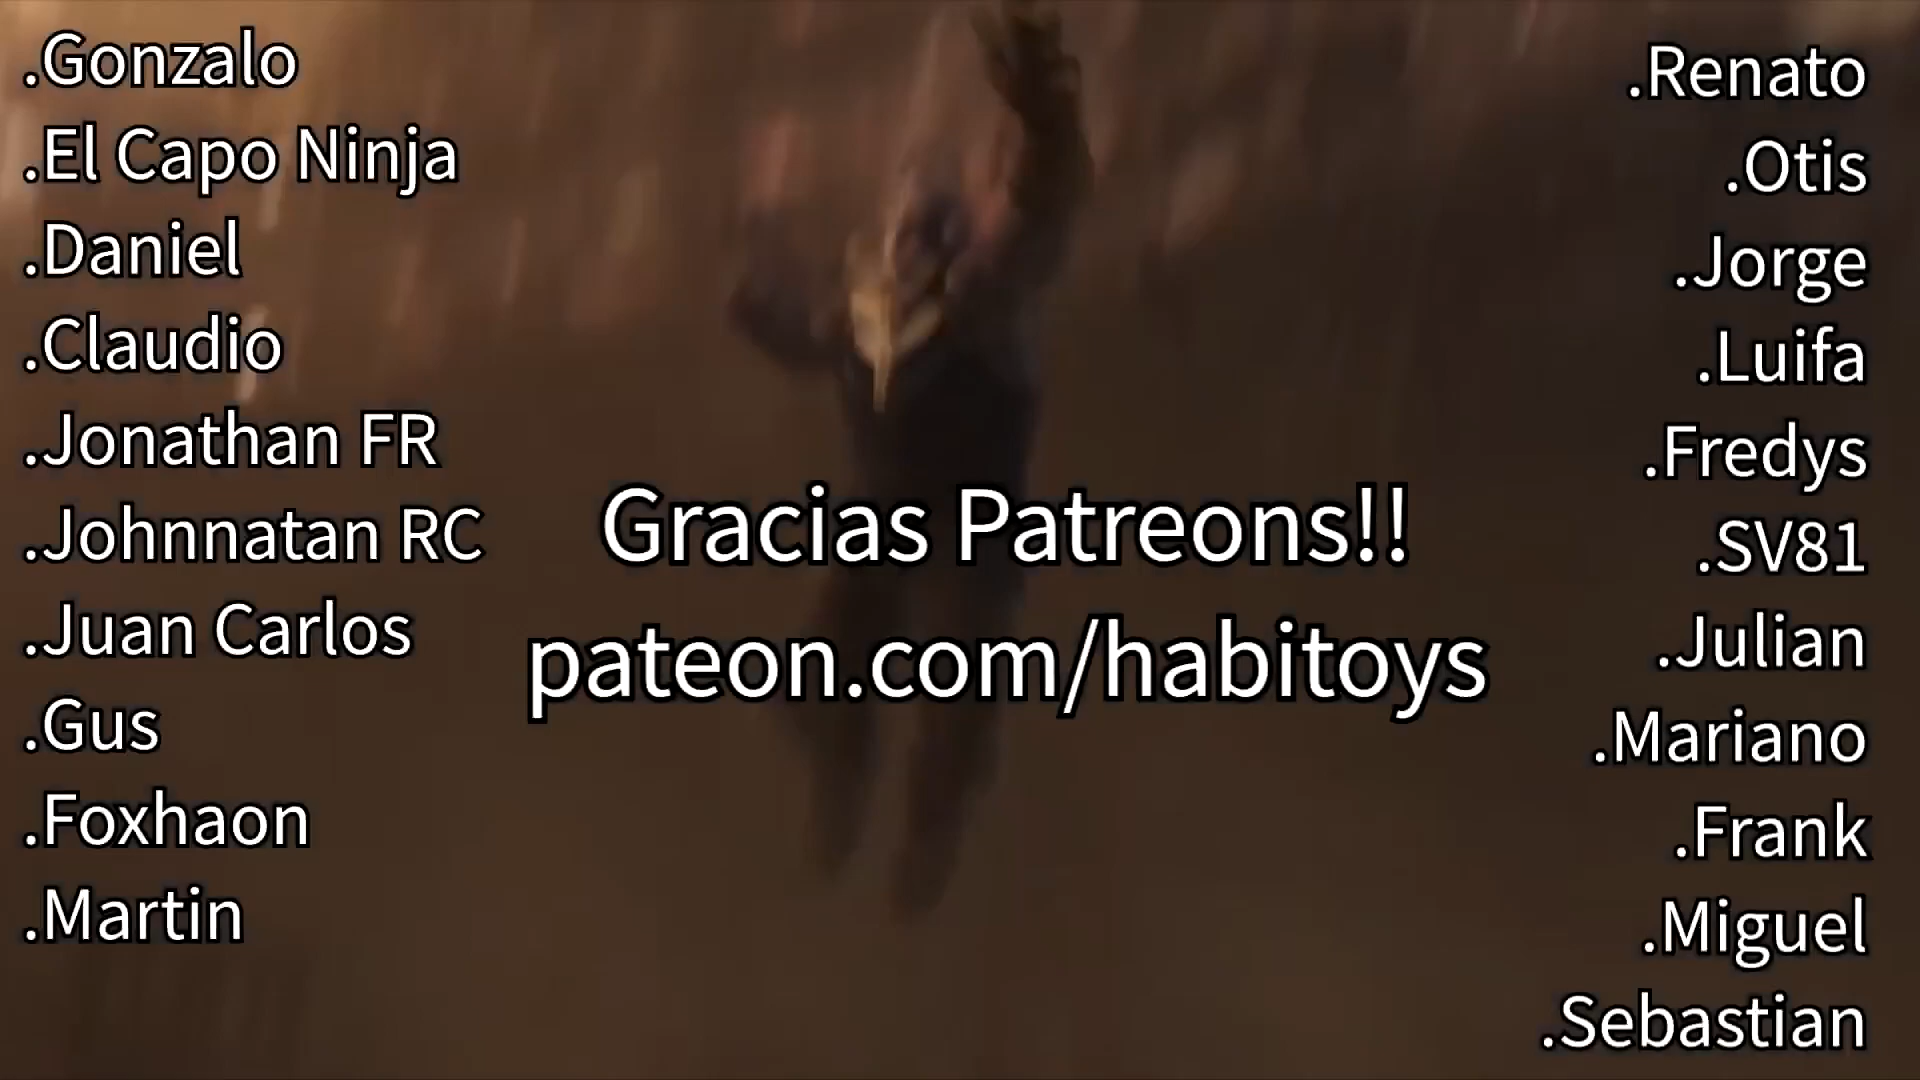 .Gonzalo
.El Capo Ninja
.Daniel
.Claudio
.Jonathan FR
.Johnnatan RC
.Juan Carlos
.Gus
.Foxhaon
.Martin
Gracias Patreons!!
pateon.com/habitoys
.Renato
.Otis
.Jorge
.Luifa
.Fredys
.SV81
.Julian
.Mariano
.Frank
.Miguel
.Sebastian